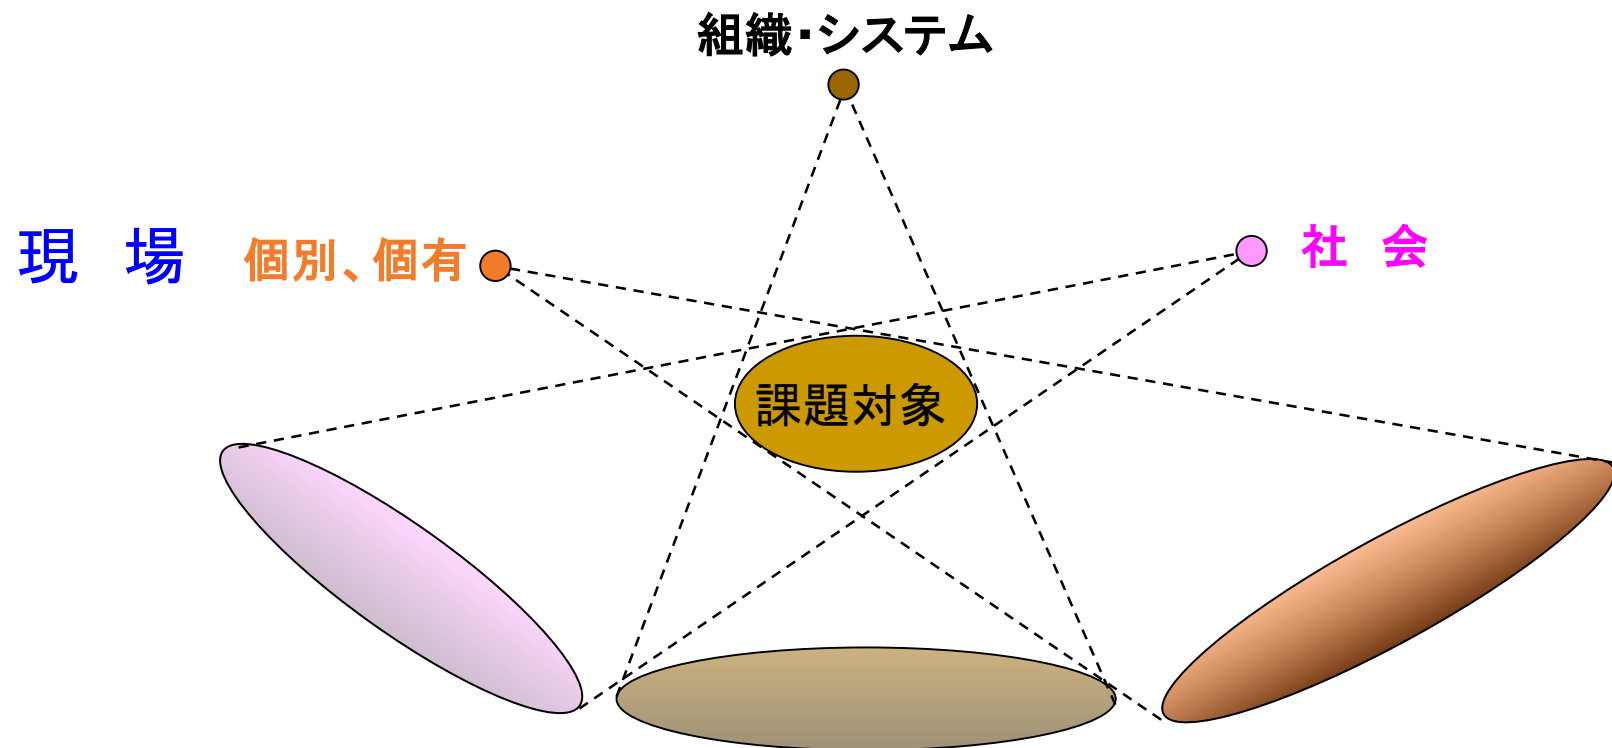 組織・システム
現　場
個別、個有
社　会
課題対象